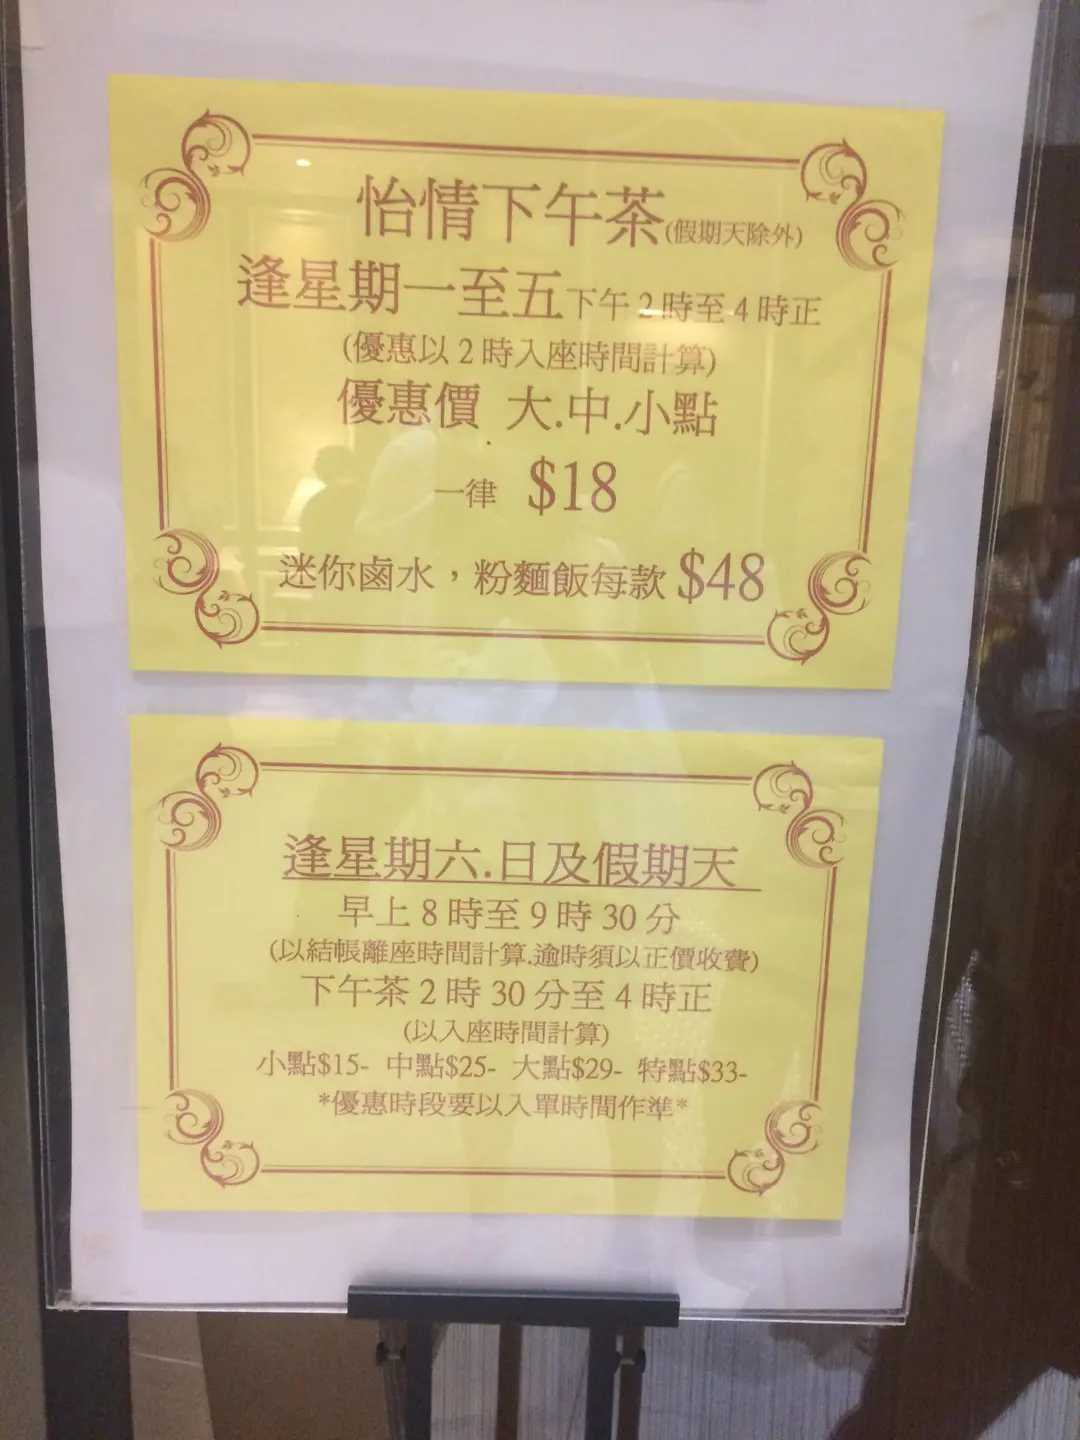 怡情下午茶(假期天除外)
逢星期一至五下午 2 時至 4 時正
(優惠以 2 時入座時間計算)
優惠價 大.中.小點
一律 $18
迷你鹵水，粉麵飯每款 $48
逢星期六.日及假期天
早上 8 時至 9 時 30 分
(以結帳離座時間計算.逾時須以正價收費)
下午茶 2 時 30 分至 4 時正
(以入座時間計算)
小點$15- 中點$25- 大點$29- 特點$33-
*優惠時段要以入單時間作準*